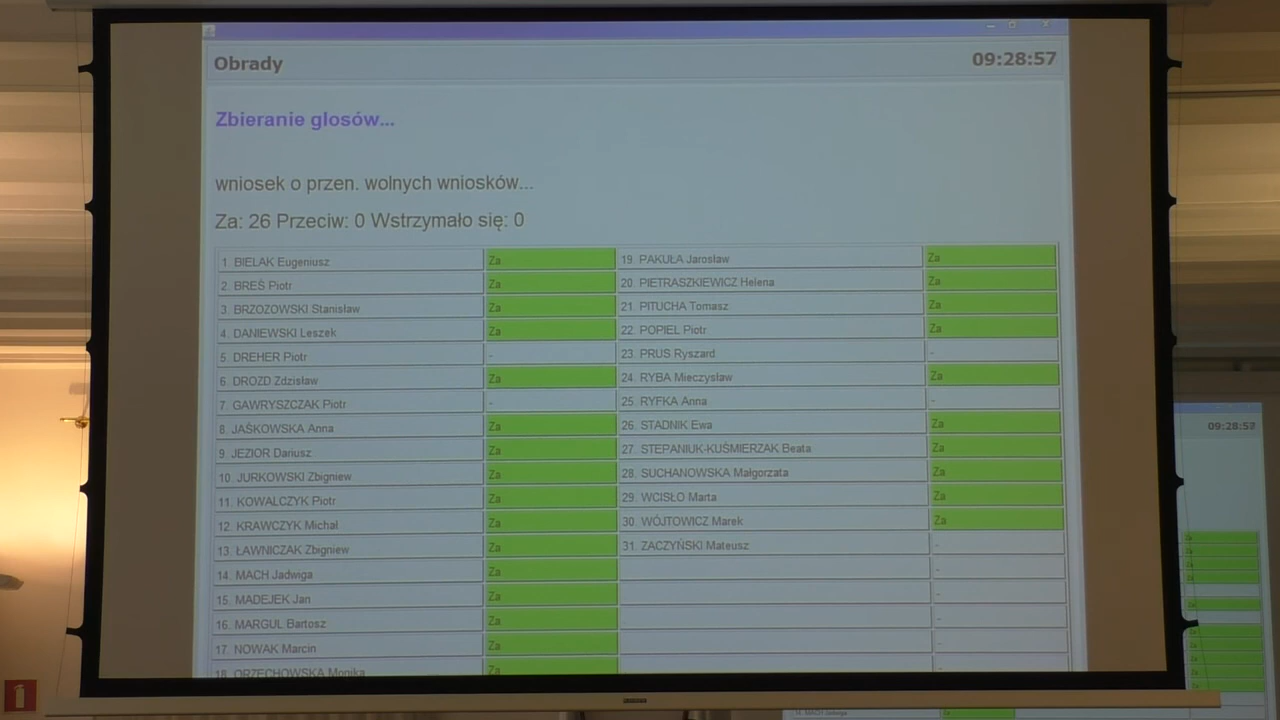 Obrady
09:28:57
Zbieranie głosów...
wniosek o przen. wolnych wniosków...
Za: 26 Przeciw: 0 Wstrzymało się: 0
1. BIELAK Eugeniusz Za
2. BREŚ Piotr Za
3. BRZOZOWSKI Stanisław Za
4. DANIEWSKI Leszek Za
5. DREHER Piotr -
6. DROZD Zdzisław Za
7. GAWRYSZCZAK Piotr -
8. JAŚKOWSKA Anna Za
9. JEZIOR Dariusz Za
10. JURKOWSKI Zbigniew Za
11. KOWALCZYK Piotr Za
12. KRAWCZYK Michał Za
13. ŁAWNICZAK Zbigniew Za
14. MACH Jadwiga Za
15. MADEJEK Jan Za
16. MARGUL Bartosz Za
17. NOWAK Marcin Za
18. ORZECHOWSKA Monika Za
19. PAKUŁA Jarosław Za
20. PIETRASZKIEWICZ Helena Za
21. PITUCHA Tomasz Za
22. POPIEL Piotr Za
23. PRUS Ryszard -
24. RYBA Mieczysław Za
25. RYFKA Anna -
26. STADNIK Ewa Za
27. STEPANIUK-KUŚMIERZAK Beata Za
28. SUCHANOWSKA Małgorzata Za
29. WCISŁO Marta Za
30. WÓJTOWICZ Marek Za
31. ZACZYŃSKI Mateusz -
-
-
-
-
-
09:28:57